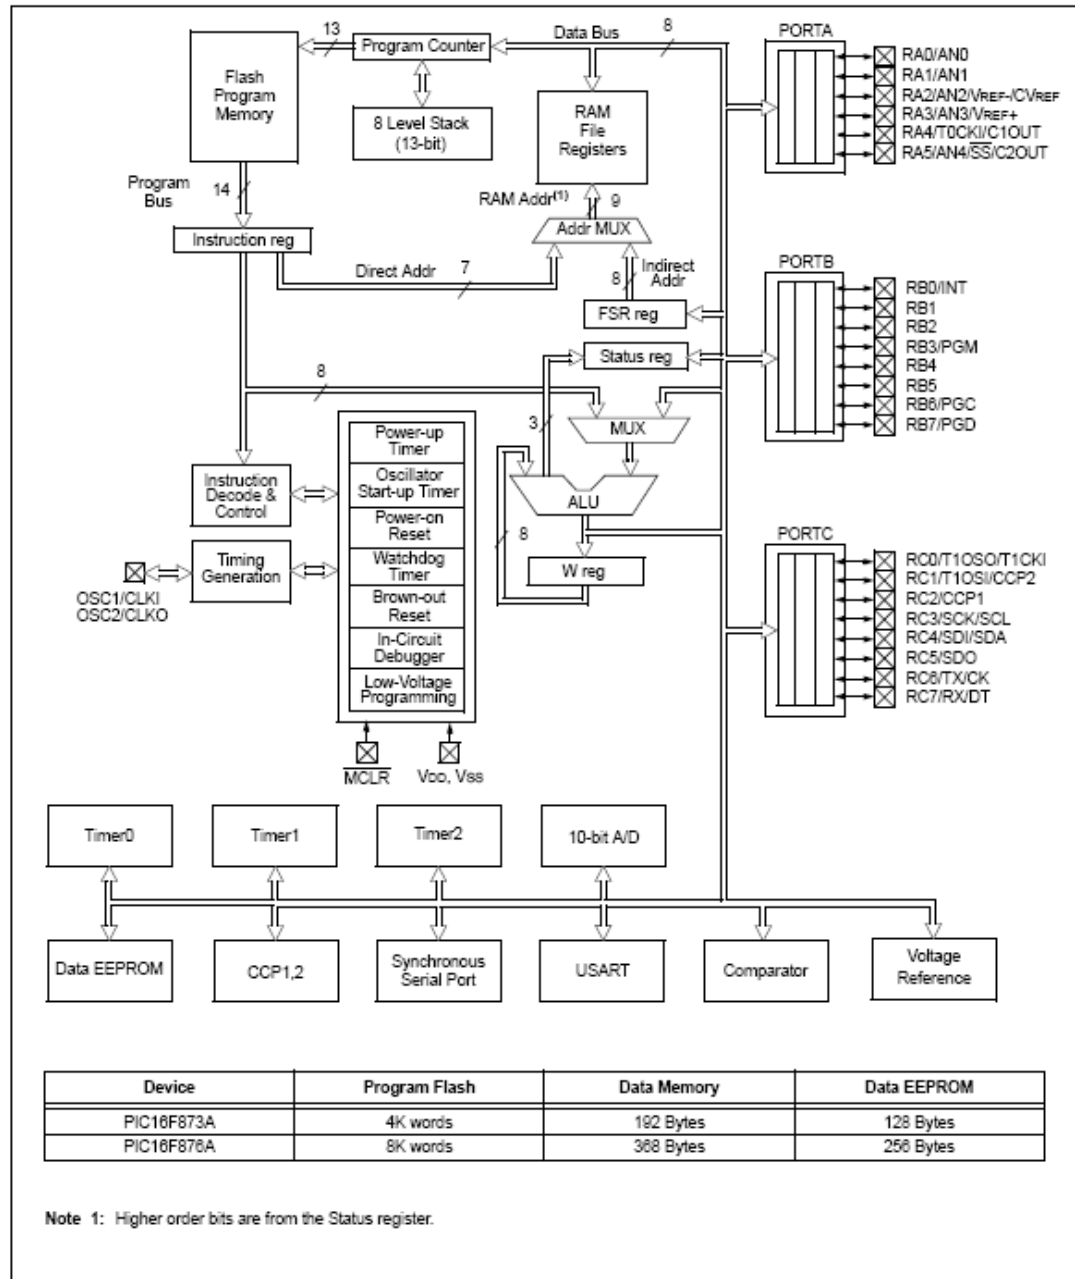 13
Program Counter
Data Bus
8
PORTA
Flash
Program
Memory
8 Level Stack
(13-bit)
RAM
File
Registers
RA0/AN0
RA1/AN1
RA2/AN2/VREF-/CVREF
RA3/AN3/VREF+
RA4/T0CKI/C1OUT
RA5/AN4/SS/C2OUT
Program
Bus
14
RAM Addr(1)
9
Addr MUX
Instruction reg
Direct Addr
7
8
Indirect
Addr
FSR reg
Status reg
PORTB
RB0/INT
RB1
RB2
RB3/PGM
RB4
RB5
RB6/PGC
RB7/PGD
8
3
MUX
ALU
8
W reg
Power-up
Timer
Oscillator
Start-up Timer
Power-on
Reset
Watchdog
Timer
Brown-out
Reset
In-Circuit
Debugger
Low-Voltage
Programming
Instruction
Decode &
Control
Timing
Generation
OSC1/CLKI
OSC2/CLKO
MCLR
VDD, VSS
PORTC
RC0/T1OSO/T1CKI
RC1/T1OSI/CCP2
RC2/CCP1
RC3/SCK/SCL
RC4/SDI/SDA
RC5/SDO
RC6/TX/CK
RC7/RX/DT
Timer0
Timer1
Timer2
10-bit A/D
Data EEPROM
CCP1,2
Synchronous
Serial Port
USART
Comparator
Voltage
Reference
Device Program Flash Data Memory Data EEPROM
PIC16F873A 4K words 192 Bytes 128 Bytes
PIC16F876A 8K words 368 Bytes 256 Bytes
Note 1: Higher order bits are from the Status register.